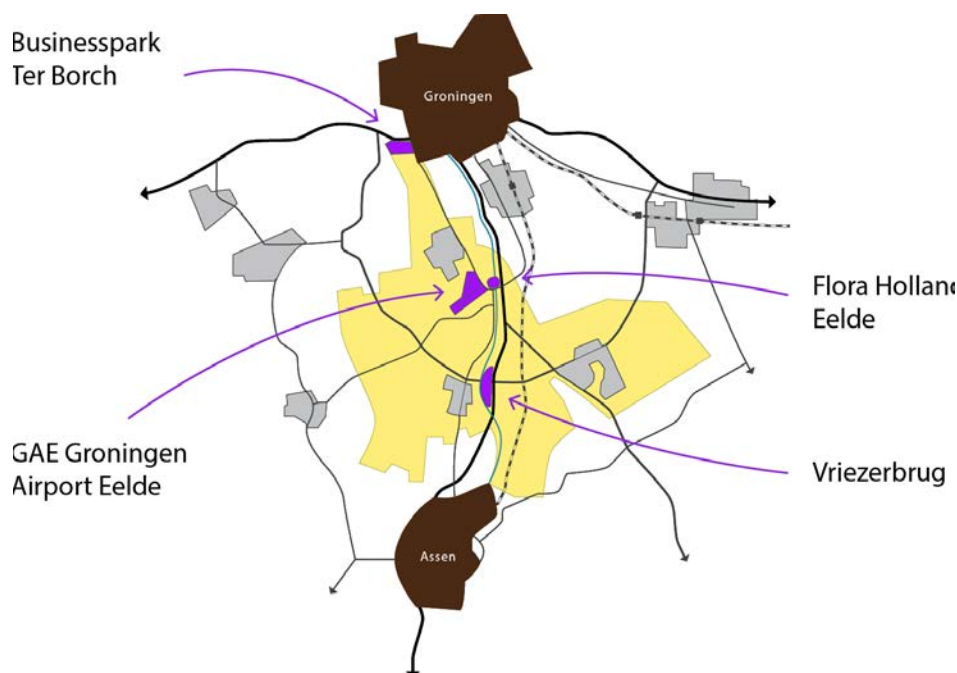 Businesspark
Ter Borch
Groningen
Flora Hollan
Eelde
GAE Groningen
Airport Eelde
Vriezerbrug
Assen